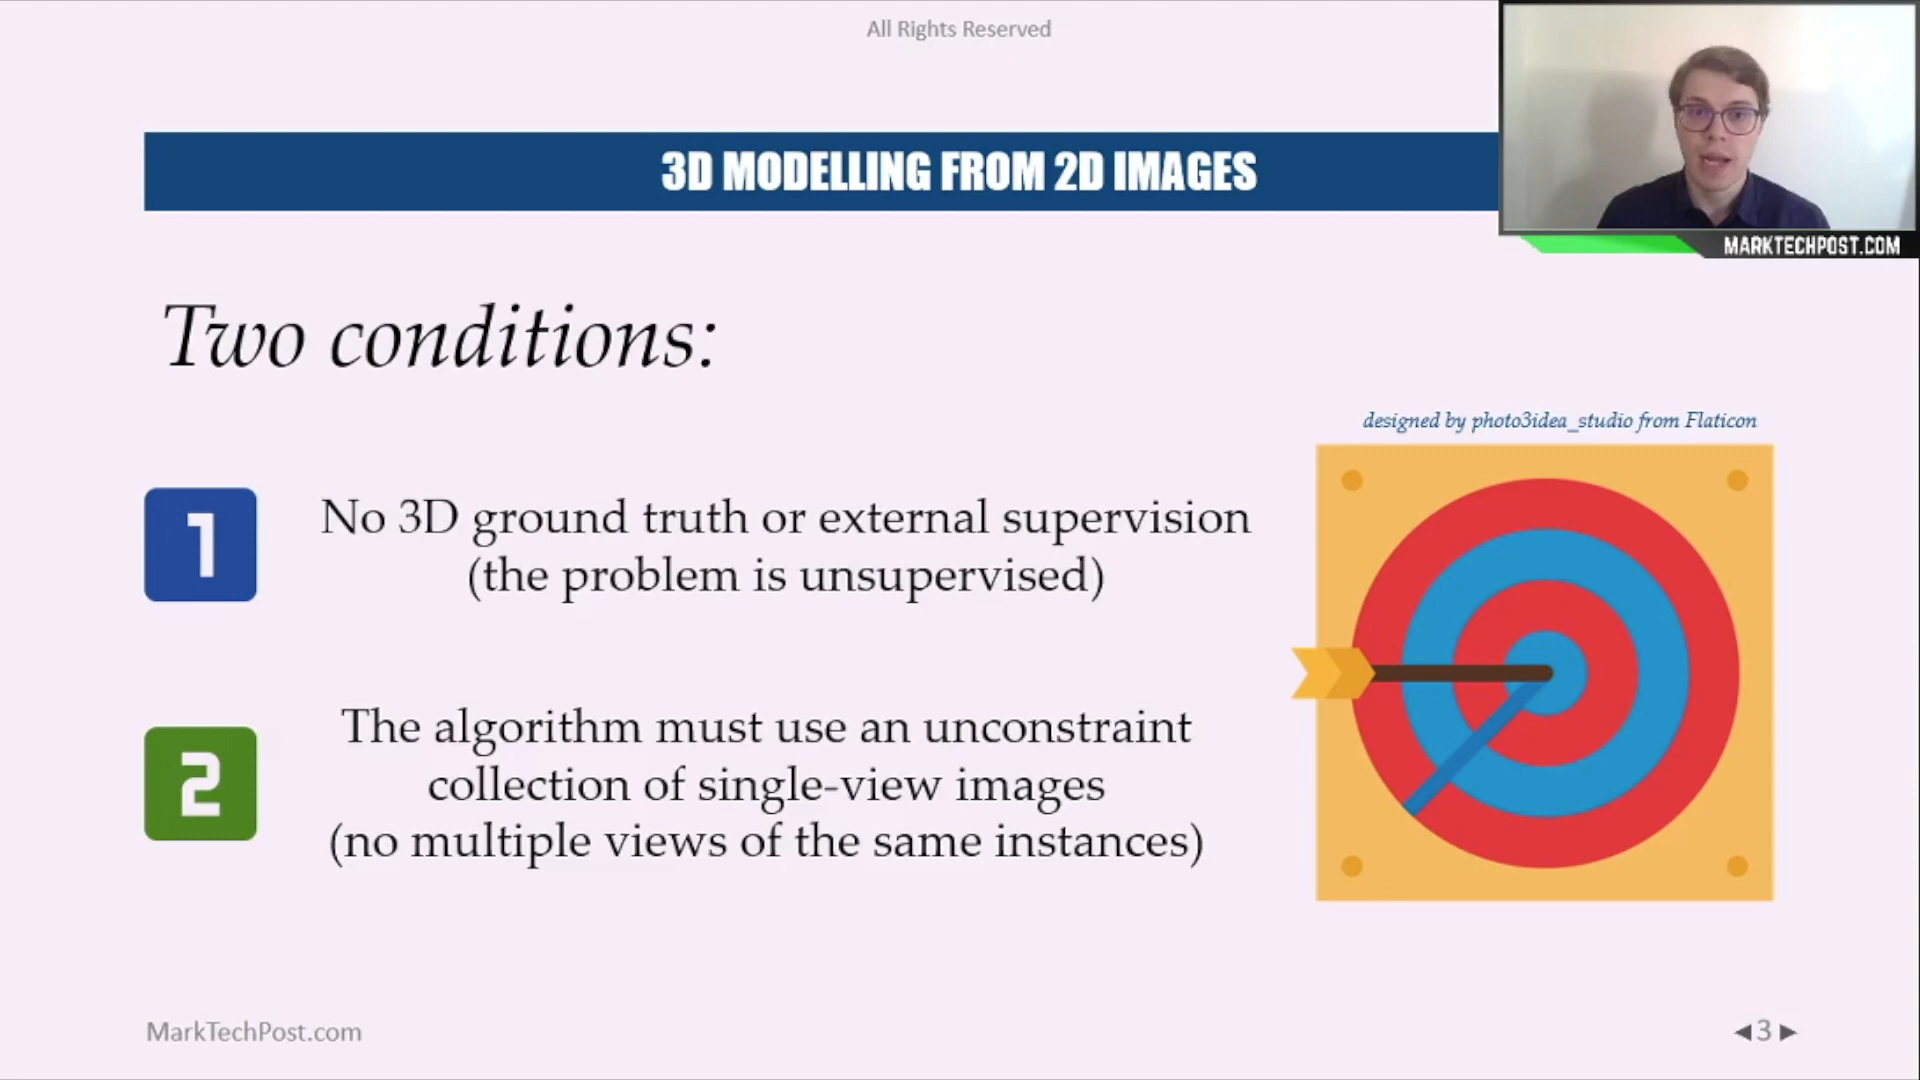 All Rights Reserved
3D MODELLING FROM 2D IMAGES
MARKTECHPOST.COM
Two conditions:
designed by photo3idea_studio from Flaticon
1
No 3D ground truth or external supervision
(the problem is unsupervised)
2
The algorithm must use an unconstraint
collection of single-view images
(no multiple views of the same instances)
MarkTechPost.com
3